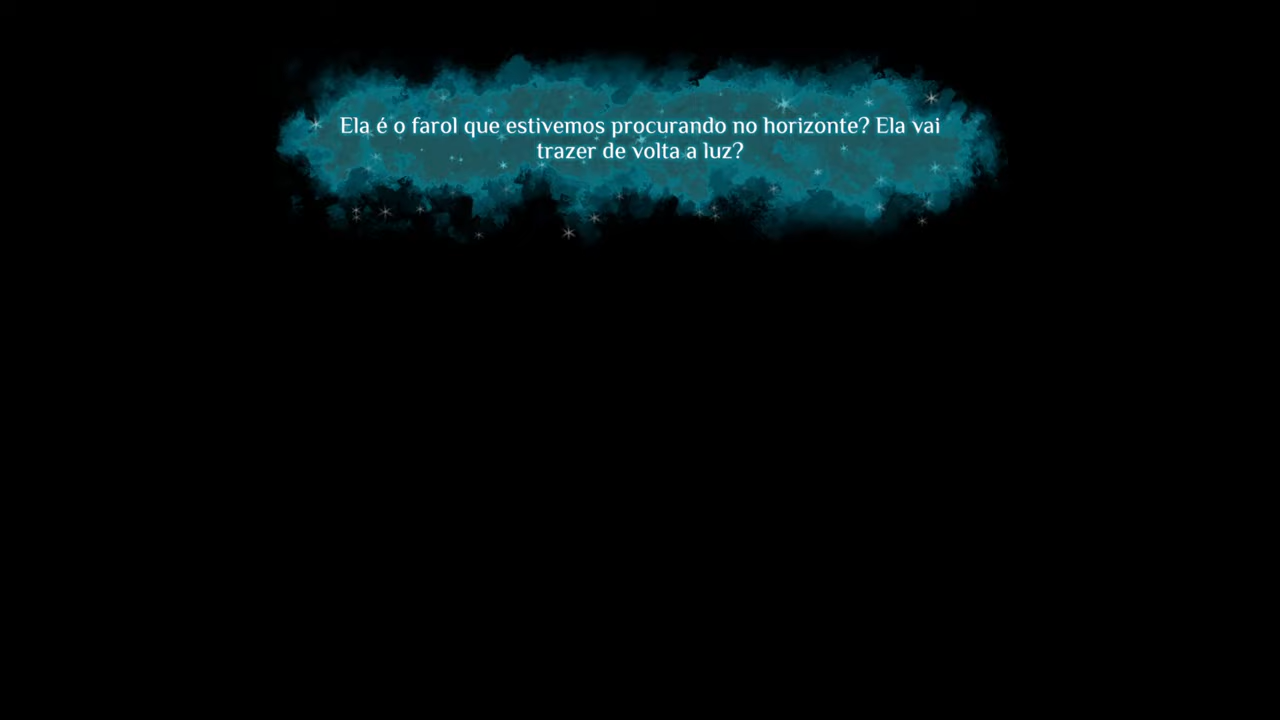 Ela é o farol que estivemos procurando no horizonte? Ela vai
trazer de volta a luz?